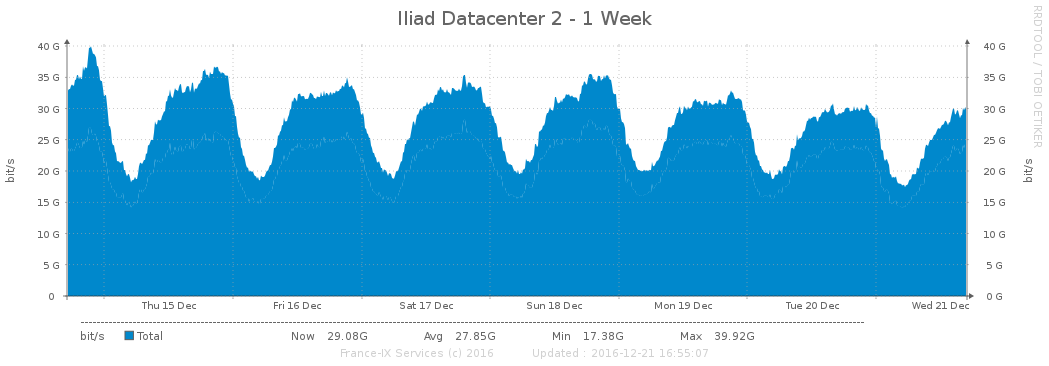 Iliad Datacenter 2 - 1 Week
RRDTOOL / TOBI OETIKER
bit/s
40 G 40 G
35 G 35 G
30 G 30 G
25 G 25 G
20 G 20 G
15 G 15 G
10 G 10 G
5 G 5 G
0 0 G
bit/s
Thu 15 Dec Fri 16 Dec Sat 17 Dec Sun 18 Dec Mon 19 Dec Tue 20 Dec Wed 21 Dec
bit/s Total Now 29.08G Avg 27.85G Min 17.38G Max 39.92G
France-IX Services (c) 2016 Updated : 2016-12-21 16:55:07